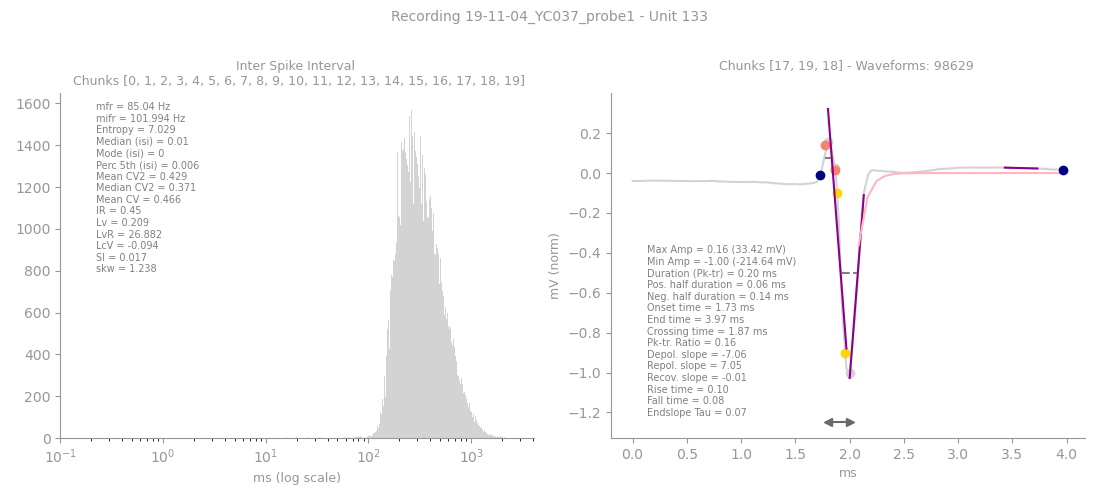 Recording 19-11-04_YC037_probe1 - Unit 133
Inter Spike Interval
Chunks [0, 1, 2, 3, 4, 5, 6, 7, 8, 9, 10, 11, 12, 13, 14, 15, 16, 17, 18, 19]
1600
1400
1200
1000
800
600
400
200
0
mfr = 85.04 Hz
mifr = 101.994 Hz
Entropy = 7.029
Median (isi) = 0.01
Mode (isi) = 0
Perc 5th (isi) = 0.006
Mean CV2 = 0.429
Median CV2 = 0.371
Mean CV = 0.466
IR = 0.45
Lv = 0.209
LvR = 26.882
LcV = -0.094
SI = 0.017
skw = 1.238
10⁻¹ 10⁰ 10¹ 10² 10³
ms (log scale)
Chunks [17, 19, 18] - Waveforms: 98629
mV (norm)
0.2
0.0
−0.2
−0.4
−0.6
−0.8
−1.0
−1.2
Max Amp = 0.16 (33.42 mV)
Min Amp = -1.00 (-214.64 mV)
Duration (Pk-tr) = 0.20 ms
Pos. half duration = 0.06 ms
Neg. half duration = 0.14 ms
Onset time = 1.73 ms
End time = 3.97 ms
Crossing time = 1.87 ms
Pk-tr. Ratio = 0.16
Depol. slope = -7.06
Repol. slope = 7.05
Recov. slope = -0.01
Rise time = 0.10
Fall time = 0.08
Endslope Tau = 0.07
0.0 0.5 1.0 1.5 2.0 2.5 3.0 3.5 4.0
ms